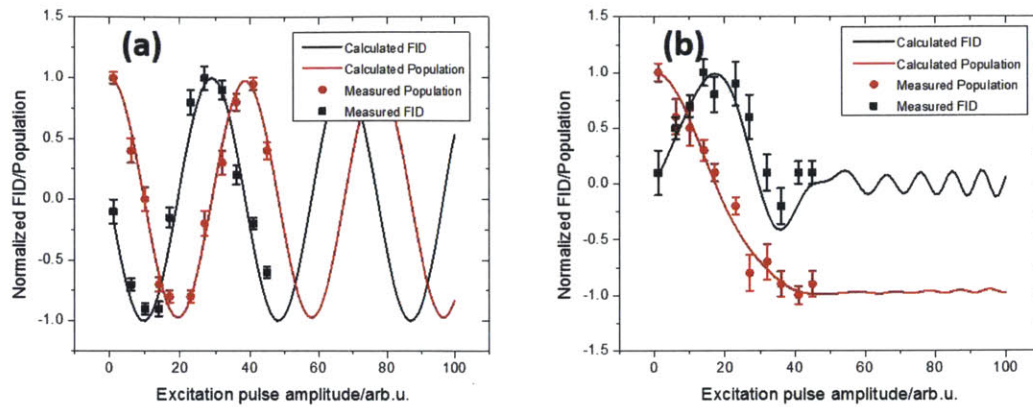 (a)
Calculated FID
Calculated Population
Measured Population
Measured FID
Normalized FID/Population
1.5
1.0
0.5
0.0
-0.5
-1.0
0 20 40 60 80 100
Excitation pulse amplitude/arb.u.
(b)
Calculated FID
Calculated Population
Measured Population
Measured FID
Normalized FID/Population
1.5
1.0
0.5
0.0
-0.5
-1.0
-1.5
0 20 40 60 80 100
Excitation pulse amplitude/arb.u.